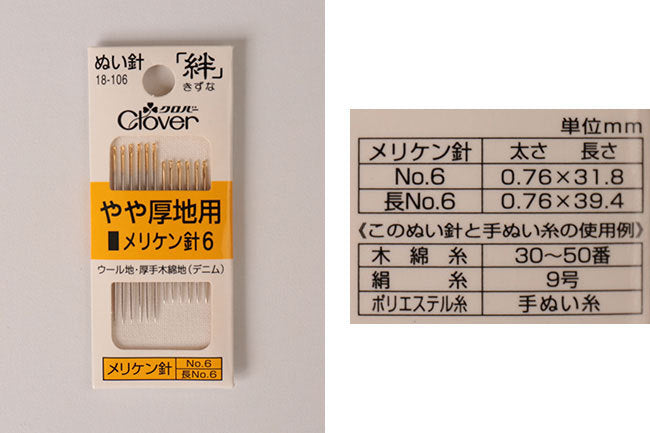 ぬい針
18-106
「絆」
きずな
クロバー
Clover
やや厚地用
メリケン針6
ウール地・厚手木綿地(デニム)
メリケン針 No.6
長No.6
単位mm
メリケン針 太さ 長さ
No.6 0.76×31.8
長No.6 0.76×39.4
《このぬい針と手ぬい糸の使用例》
木綿糸 30~50番
絹糸 9号
ポリエステル糸 手ぬい糸